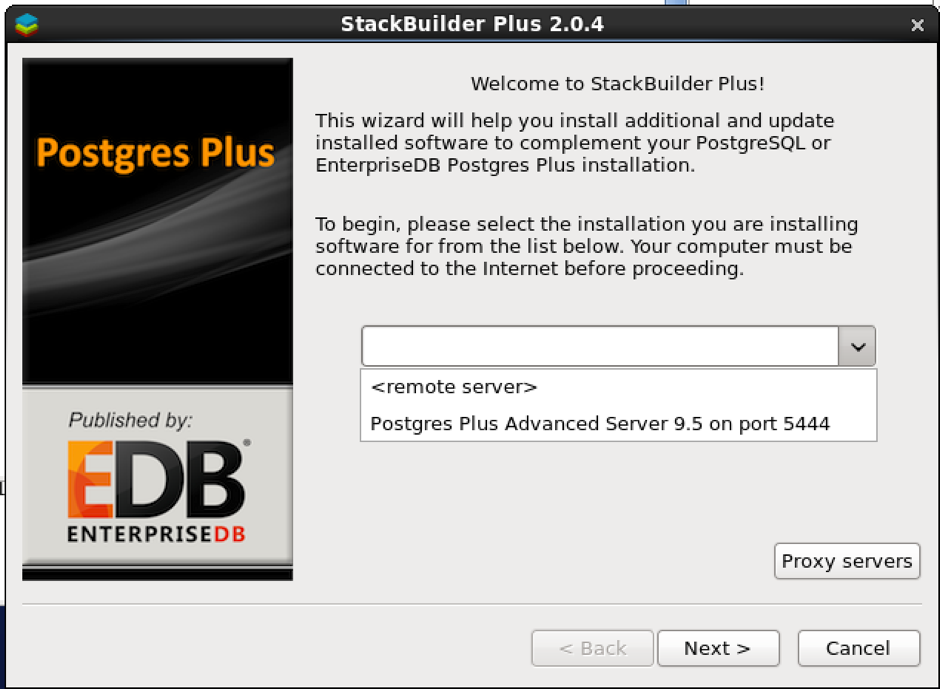 StackBuilder Plus 2.0.4
Postgres Plus
Welcome to StackBuilder Plus!
This wizard will help you install additional and update
installed software to complement your PostgreSQL or
EnterpriseDB Postgres Plus installation.
To begin, please select the installation you are installing
software for from the list below. Your computer must be
connected to the Internet before proceeding.
<remote server>
Postgres Plus Advanced Server 9.5 on port 5444
Published by:
EDB
ENTERPRISEDB
Proxy servers
< Back
Next >
Cancel